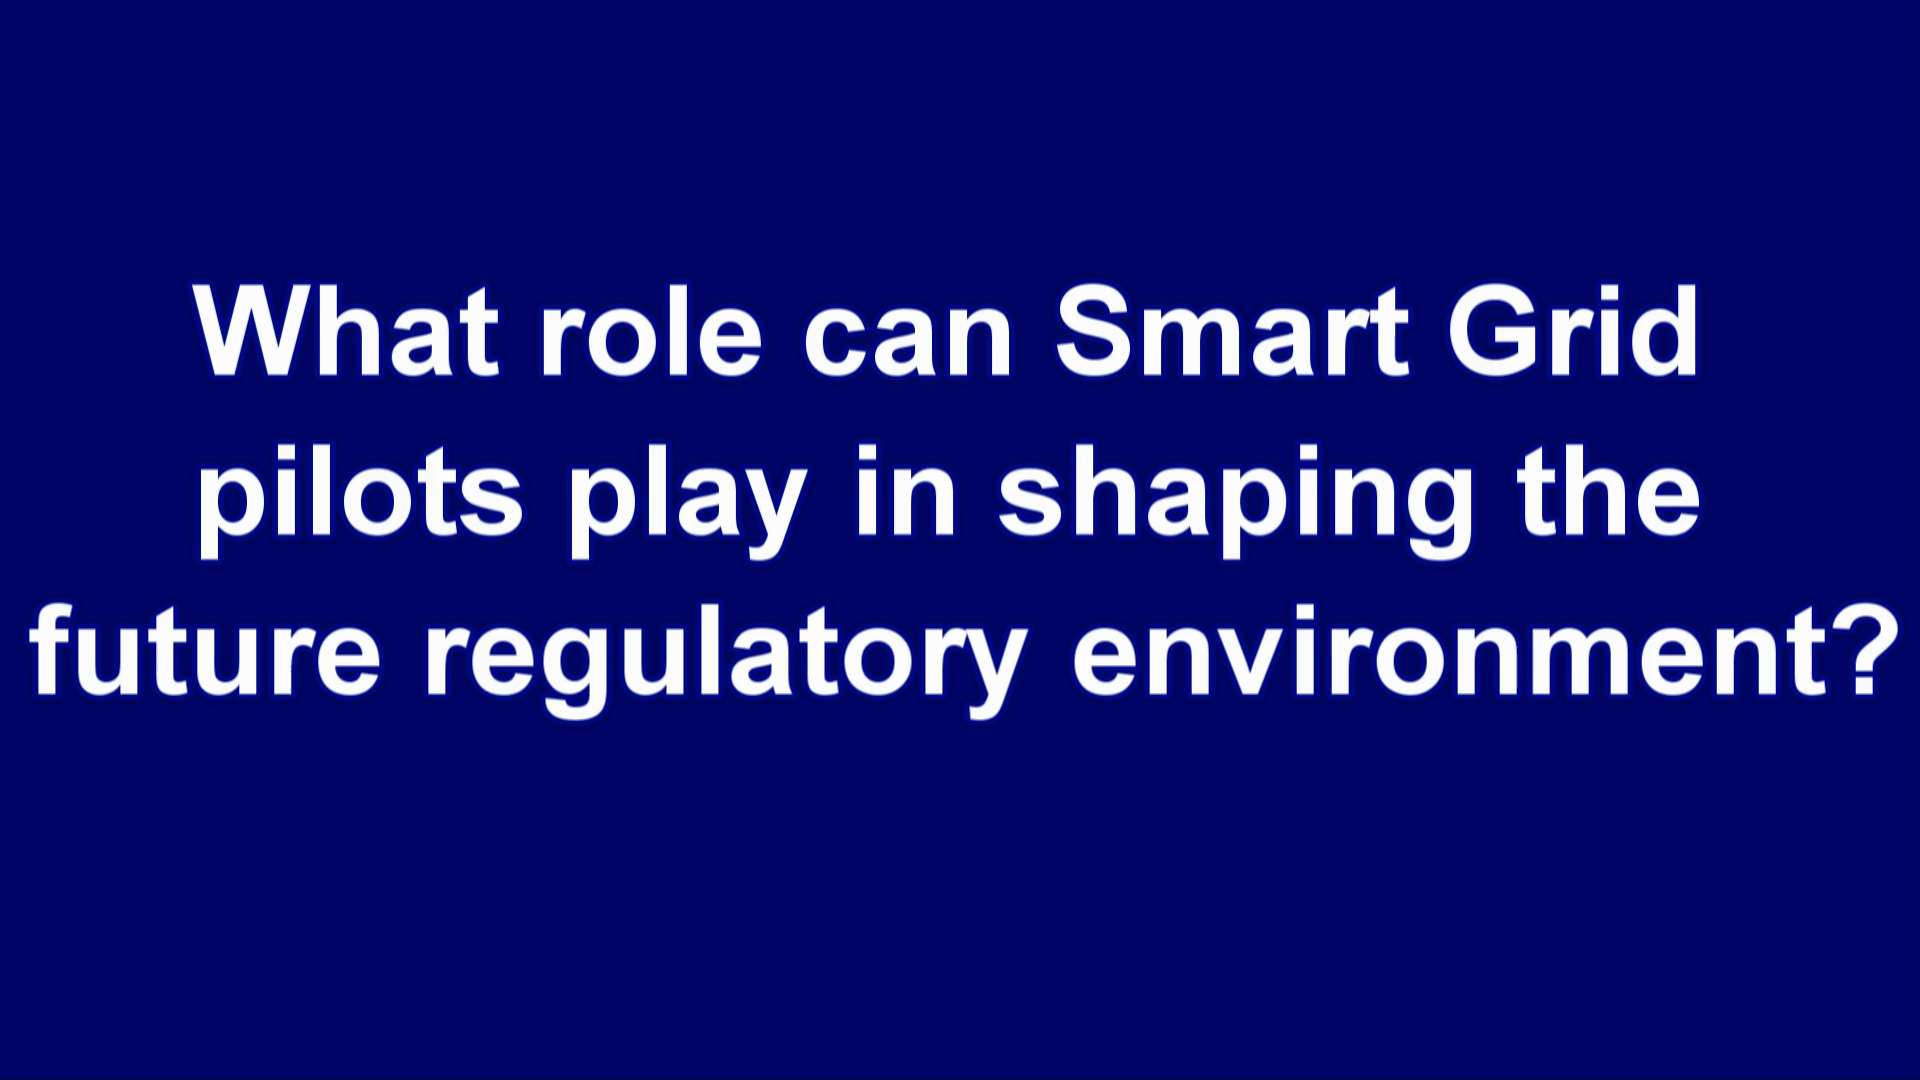 What role can Smart Grid
pilots play in shaping the
future regulatory environment?